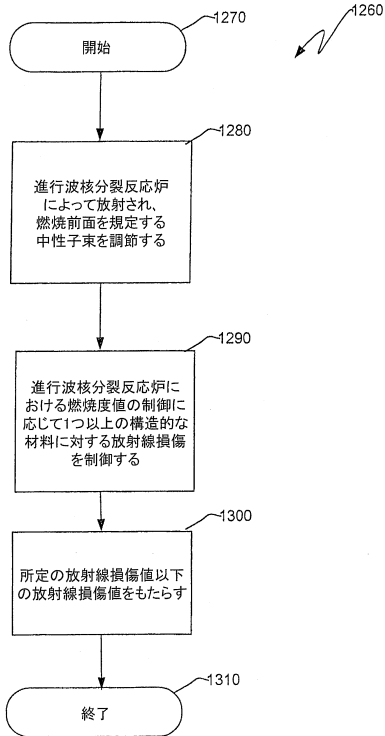 1260
1270
開始
1280
進行波核分裂反応炉
によって放射され、
燃焼前面を規定する
中性子束を調節する
1290
進行波核分裂反応炉に
おける燃焼度値の制御に
応じて1つ以上の構造的な
材料に対する放射線損傷
を制御する
1300
所定の放射線損傷値以下
の放射線損傷値をもたらす
1310
終了